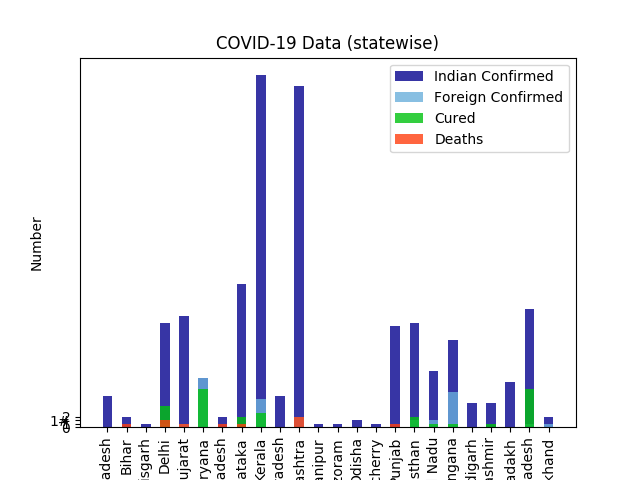 COVID-19 Data (statewise)
Indian Confirmed
Foreign Confirmed
Cured
Deaths
Number
2
0
adesh
Bihar
isgarh
Delhi
ujarat
ryana
adesh
ataka
Kerala
adesh
ashtra
anipur
zoram
Odisha
cherry
Punjab
sthan
Nadu
ngana
digarh
ashmir
adakh
adesh
khand